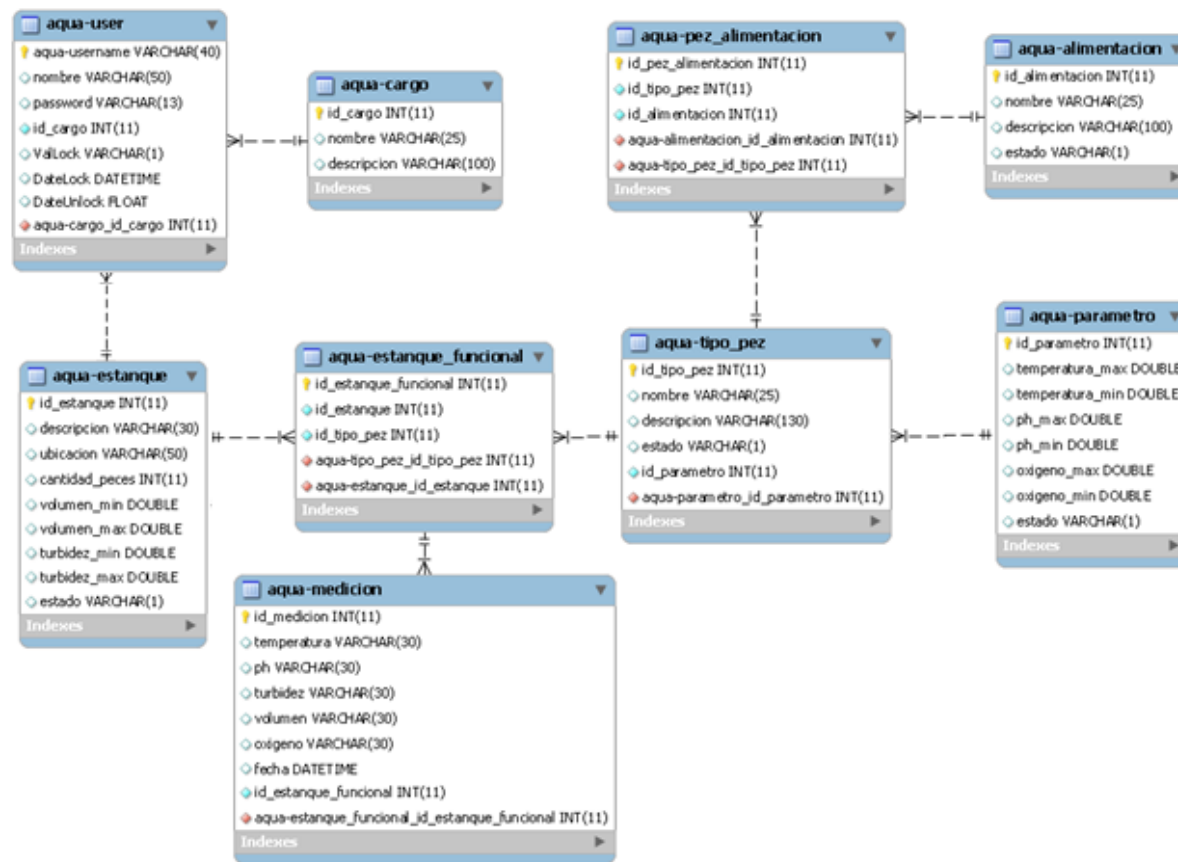 aqua-user
aqua-username VARCHAR(40)
nombre VARCHAR(50)
password VARCHAR(13)
id_cargo INT(11)
ValLock VARCHAR(1)
DateLock DATETIME
DateUnlock FLOAT
aqua-cargo_id_cargo INT(11)
Indexes
aqua-cargo
id_cargo INT(11)
nombre VARCHAR(25)
descripcion VARCHAR(100)
Indexes
aqua-pez_alimentacion
id_pez_alimentacion INT(11)
id_tipo_pez INT(11)
id_alimentacion INT(11)
aqua-alimentacion_id_alimentacion INT(11)
aqua-tipo_pez_id_tipo_pez INT(11)
Indexes
aqua-alimentacion
id_alimentacion INT(11)
nombre VARCHAR(25)
descripcion VARCHAR(100)
estado VARCHAR(1)
Indexes
aqua-estanque
id_estanque INT(11)
descripcion VARCHAR(30)
ubicacion VARCHAR(50)
cantidad_peces INT(11)
volumen_min DOUBLE
volumen_max DOUBLE
turbidez_min DOUBLE
turbidez_max DOUBLE
estado VARCHAR(1)
Indexes
aqua-estanque_funcional
id_estanque_funcional INT(11)
id_estanque INT(11)
id_tipo_pez INT(11)
aqua-tipo_pez_id_tipo_pez INT(11)
aqua-estanque_id_estanque INT(11)
Indexes
aqua-tipo_pez
id_tipo_pez INT(11)
nombre VARCHAR(25)
descripcion VARCHAR(130)
estado VARCHAR(1)
id_parametro INT(11)
aqua-parametro_id_parametro INT(11)
Indexes
aqua-parametro
id_parametro INT(11)
temperatura_max DOUBLE
temperatura_min DOUBLE
ph_max DOUBLE
ph_min DOUBLE
oxigeno_max DOUBLE
oxigeno_min DOUBLE
estado VARCHAR(1)
Indexes
aqua-medicion
id_medicion INT(11)
temperatura VARCHAR(30)
ph VARCHAR(30)
turbidez VARCHAR(30)
volumen VARCHAR(30)
oxigeno VARCHAR(30)
fecha DATETIME
id_estanque_funcional INT(11)
aqua-estanque_funcional_id_estanque_funcional INT(11)
Indexes